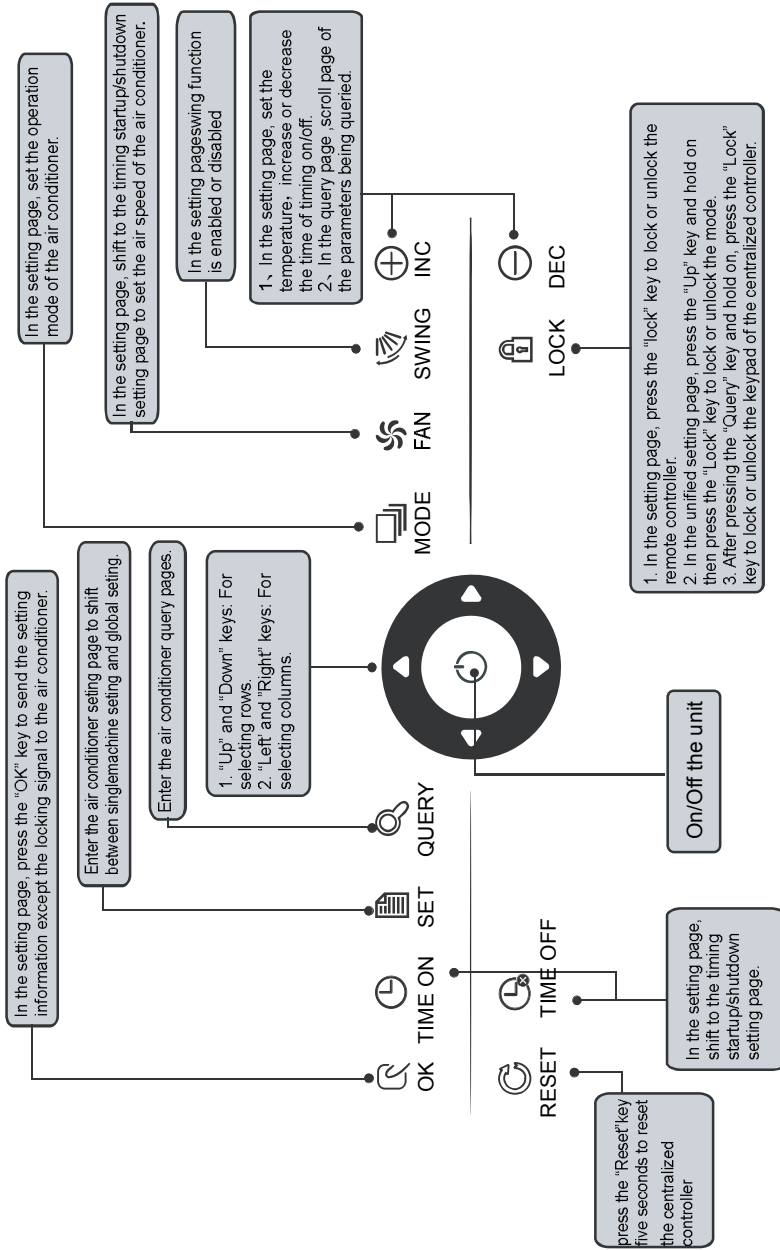 In the setting page, press the “OK” key to send the setting
information except the locking signal to the air conditioner.
Enter the air conditioner seting page to shift
between singlemachine seting and global seting.
Enter the air conditioner query pages.
1. “Up” and “Down” keys: For
selecting rows.
2. “Left' and ”Right” keys: For
selecting columns.
In the setting page, set the operation
mode of the air conditioner.
In the setting page, shift to the timing startup/shutdown
setting page to set the air speed of the air conditioner.
In the setting pageswing function
is enabled or disabled
1、In the setting page, set the
temperature，increase or decrease
the time of timing on/off.
2、In the query page ,scroll page of
the parameters being queried.
OK
TIME ON
SET
QUERY
MODE
FAN
SWING
INC
RESET
TIME OFF
LOCK
DEC
press the “Reset”key
five seconds to reset
the centralized
controller
In the setting page,
shift to the timing
startup/shutdown
setting page.
On/Off the unit
1. In the setting page, press the “lock” key to lock or unlock the
remote controller.
2. In the unified setting page, press the “Up” key and hold on
then press the “Lock” key to lock or unlock the mode.
3. After pressing the “Query” key and hold on, press the “Lock”
key to lock or unlock the keypad of the centralized controller.